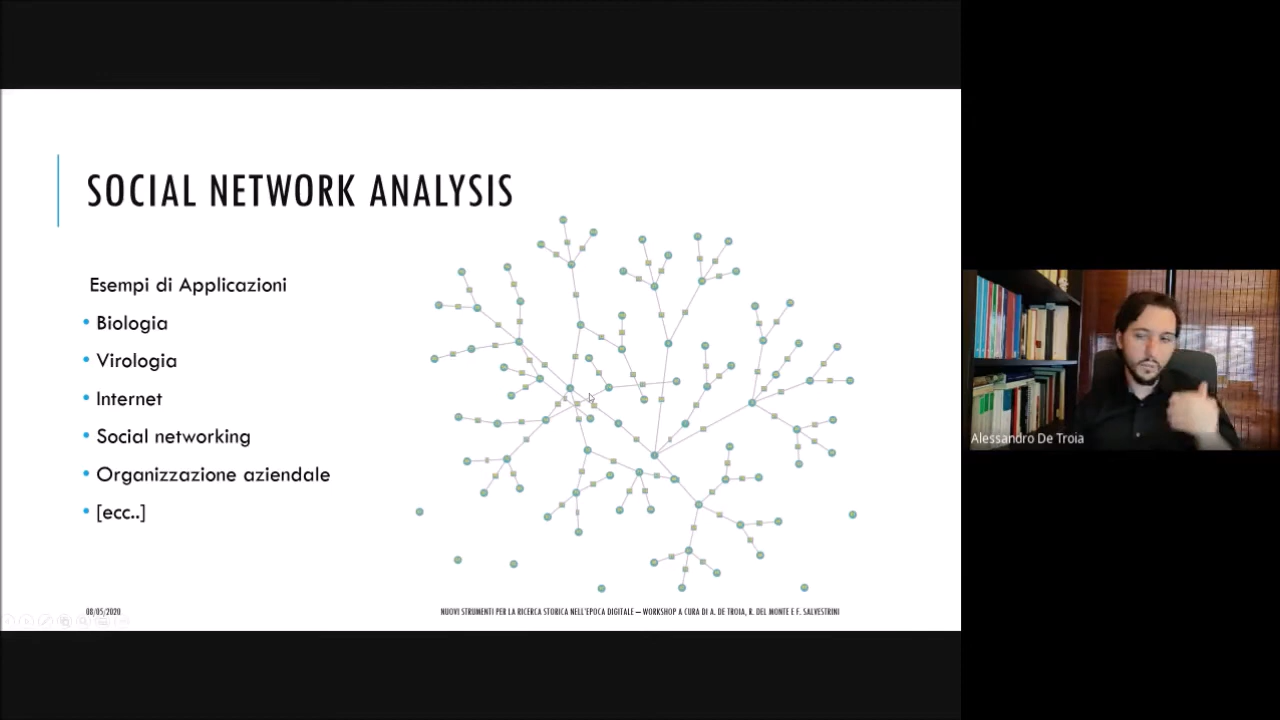 SOCIAL NETWORK ANALYSIS
Esempi di Applicazioni
• Biologia
• Virologia
• Internet
• Social networking
• Organizzazione aziendale
• [ecc..]
08/05/2020
NUOVI STRUMENTI PER LA RICERCA STORICA NELL'EPOCA DIGITALE – WORKSHOP A CURA DI A. DE TROIA, R. DEL MONTE E F. SALVESTRINI
Alessandro De Troia